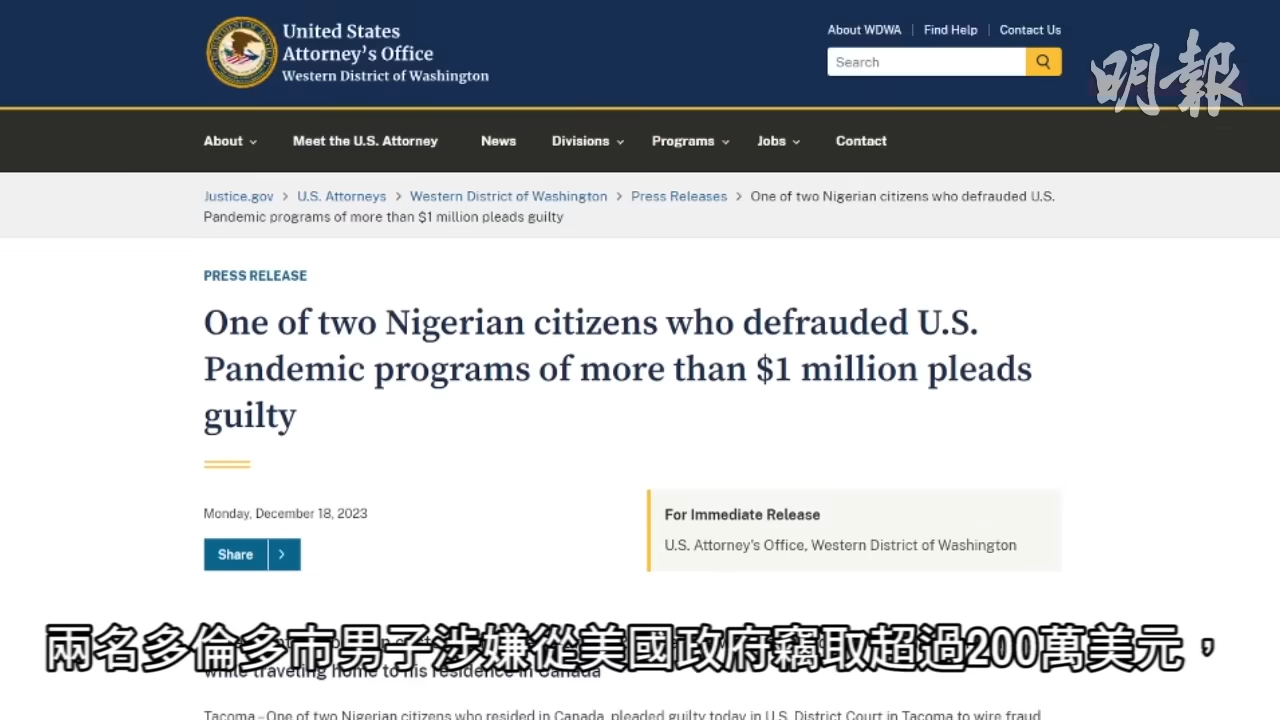 United States
Attorney's Office
Western District of Washington
About WDWA | Find Help | Contact Us
Search
明報
About
Meet the U.S. Attorney
News
Divisions
Programs
Jobs
Contact
Justice.gov > U.S. Attorneys > Western District of Washington > Press Releases > One of two Nigerian citizens who defrauded U.S.
Pandemic programs of more than $1 million pleads guilty
PRESS RELEASE
One of two Nigerian citizens who defrauded U.S.
Pandemic programs of more than $1 million pleads
guilty
Monday, December 18, 2023
Share >
For Immediate Release
U.S. Attorney's Office, Western District of Washington
兩名多倫多市男子涉嫌從美國政府竊取超過200萬美元，
while traveling home to his residence in Canada
Tacoma – One of two Nigerian citizens who resided in Canada, pleaded guilty today in U.S. District Court in Tacoma to wire fraud